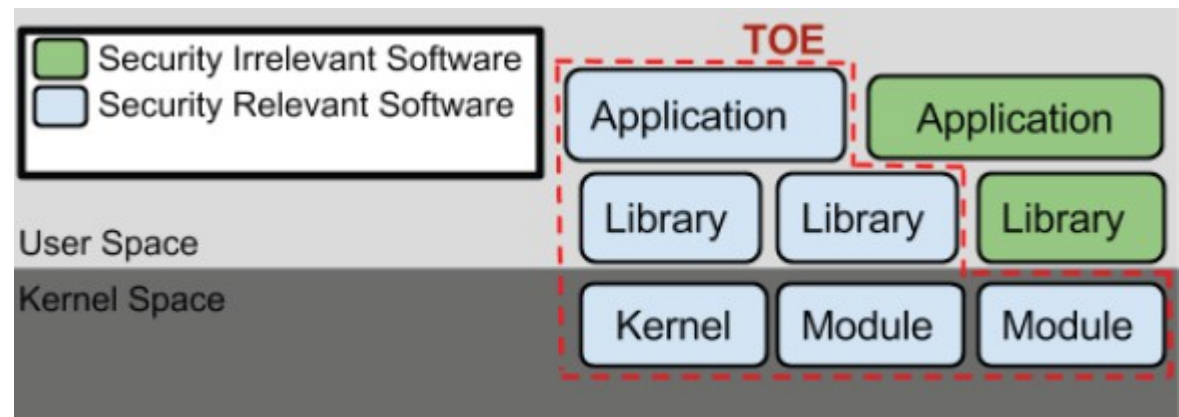 Security Irrelevant Software
Security Relevant Software
TOE
Application
Application
Library
Library
Library
User Space
Kernel Space
Kernel
Module
Module